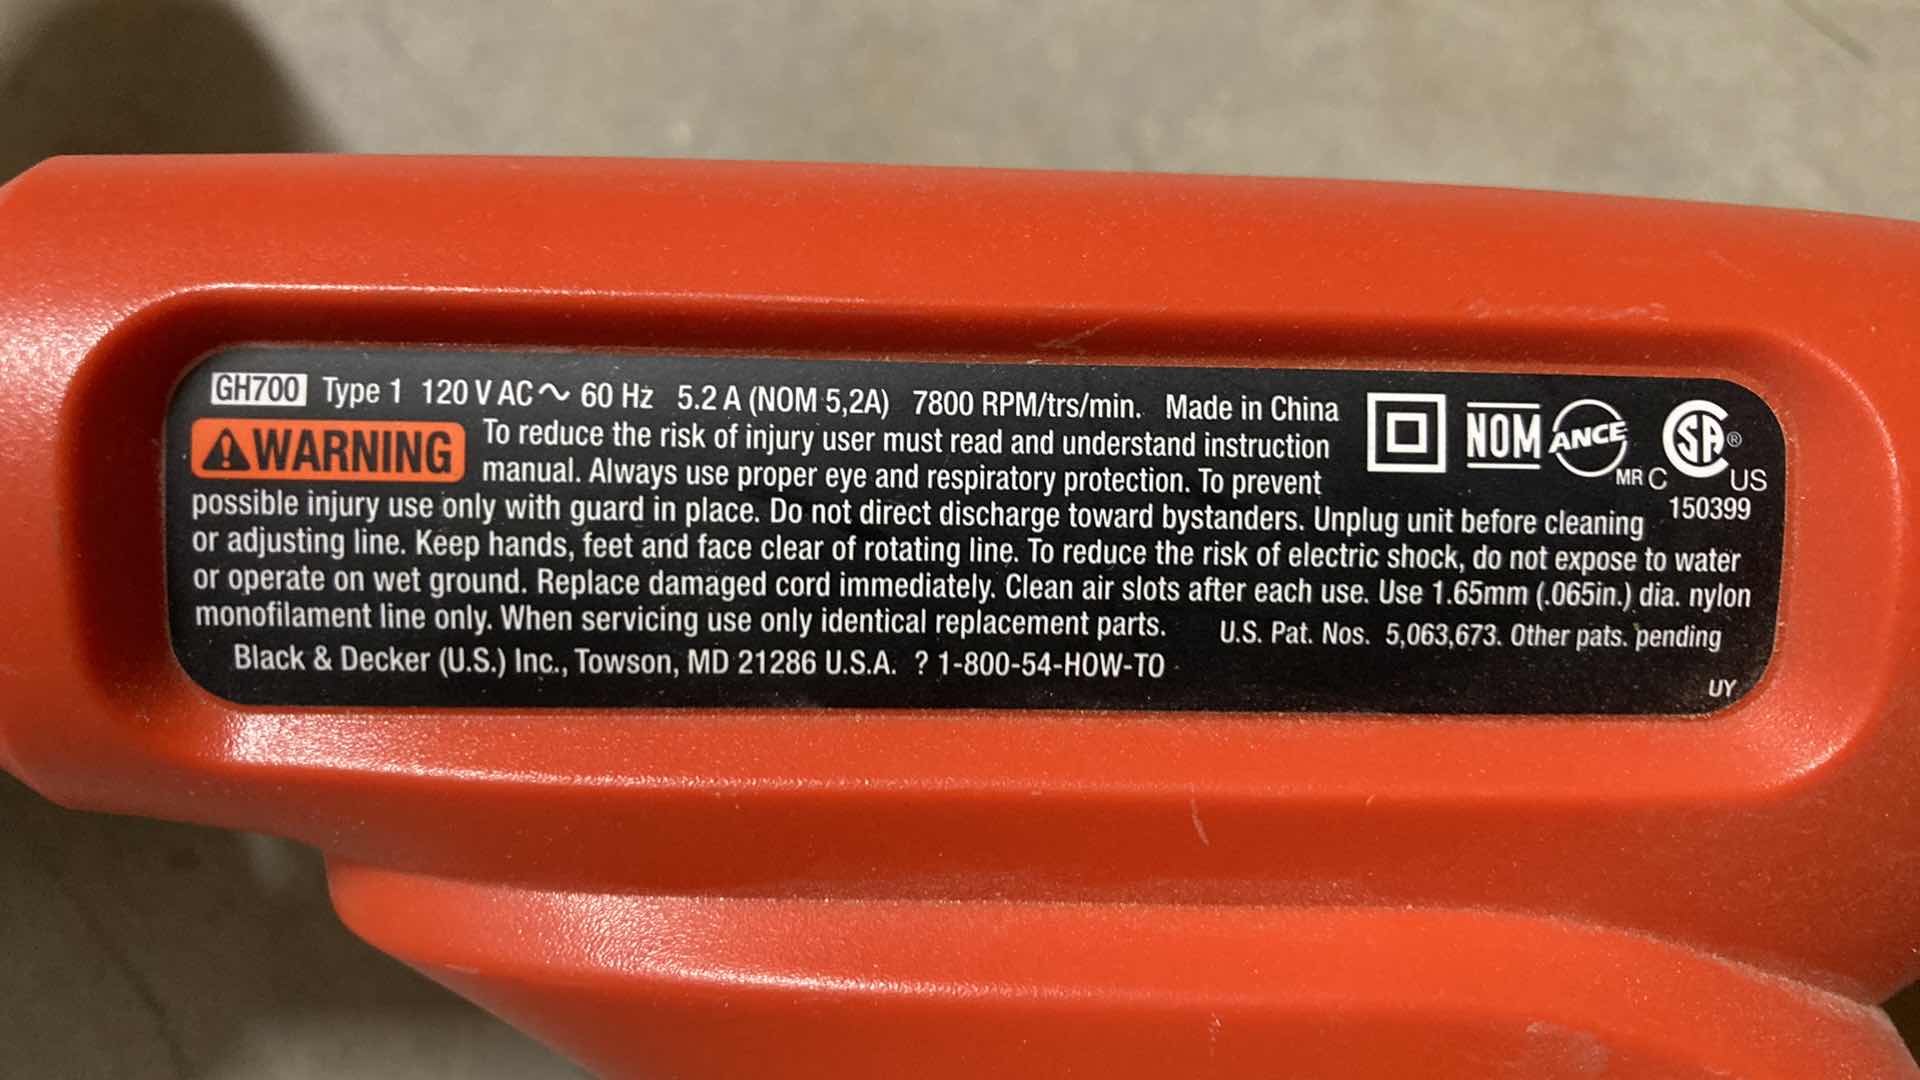 GH700 Type 1 120 V AC ~ 60 Hz 5.2 A (NOM 5,2A) 7800 RPM/trs/min. Made in China
⚠WARNING To reduce the risk of injury user must read and understand instruction
manual. Always use proper eye and respiratory protection. To prevent
possible injury use only with guard in place. Do not direct discharge toward bystanders. Unplug unit before cleaning
or adjusting line. Keep hands, feet and face clear of rotating line. To reduce the risk of electric shock, do not expose to water
or operate on wet ground. Replace damaged cord immediately. Clean air slots after each use. Use 1.65mm (.065in.) dia. nylon
monofilament line only. When servicing use only identical replacement parts. U.S. Pat. Nos. 5,063,673. Other pats. pending
Black & Decker (U.S.) Inc., Towson, MD 21286 U.S.A. ? 1-800-54-HOW-TO
NOM ANCE MR C SA ® US
150399
UY